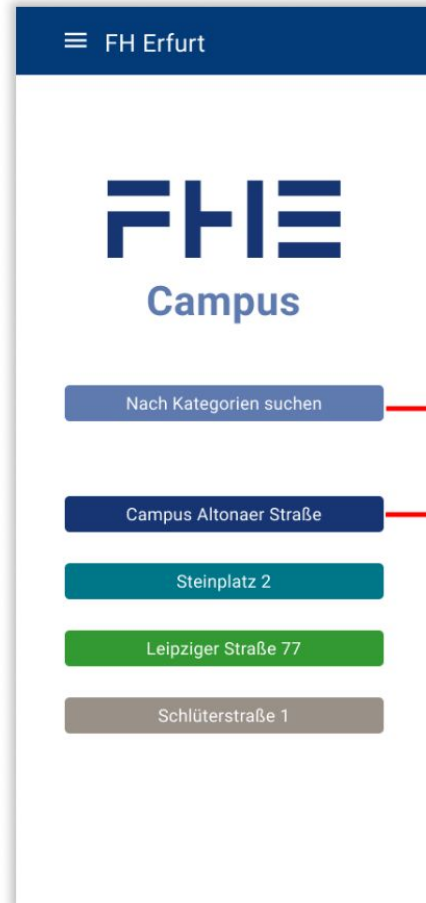 FH Erfurt
FHE
Campus
Nach Kategorien suchen
Campus Altonaer Straße
Steinplatz 2
Leipziger Straße 77
Schlüterstraße 1